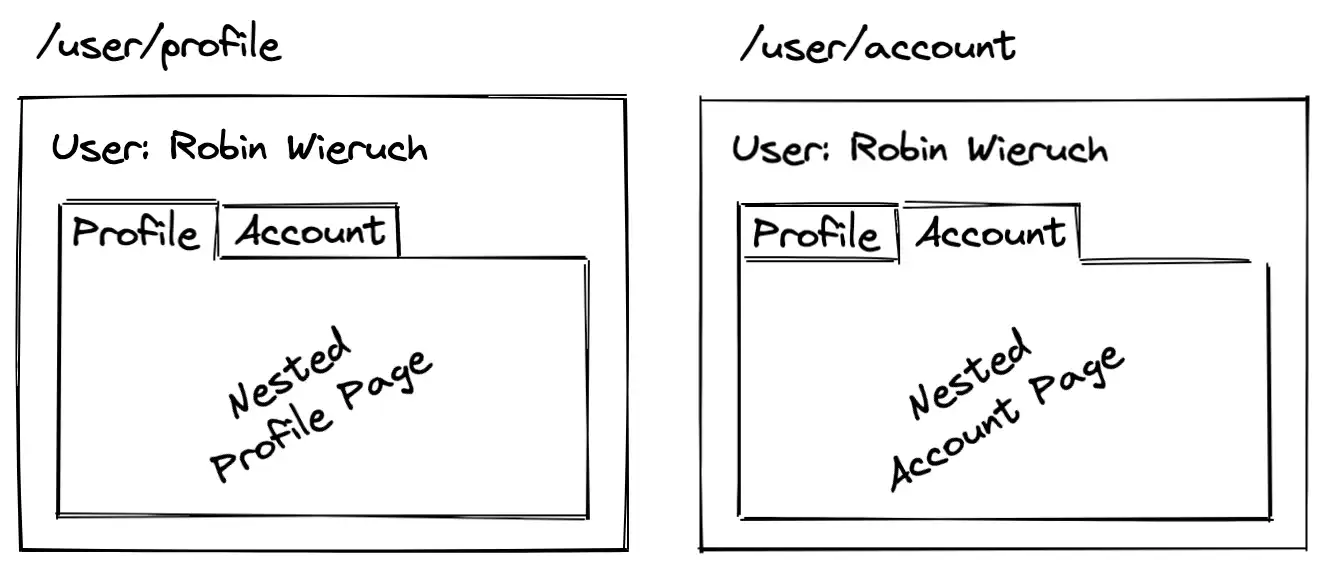 /user/profile
User: Robin Wieruch
Profile Account
Nested
Profile Page
/user/account
User: Robin Wieruch
Profile Account
Nested
Account Page